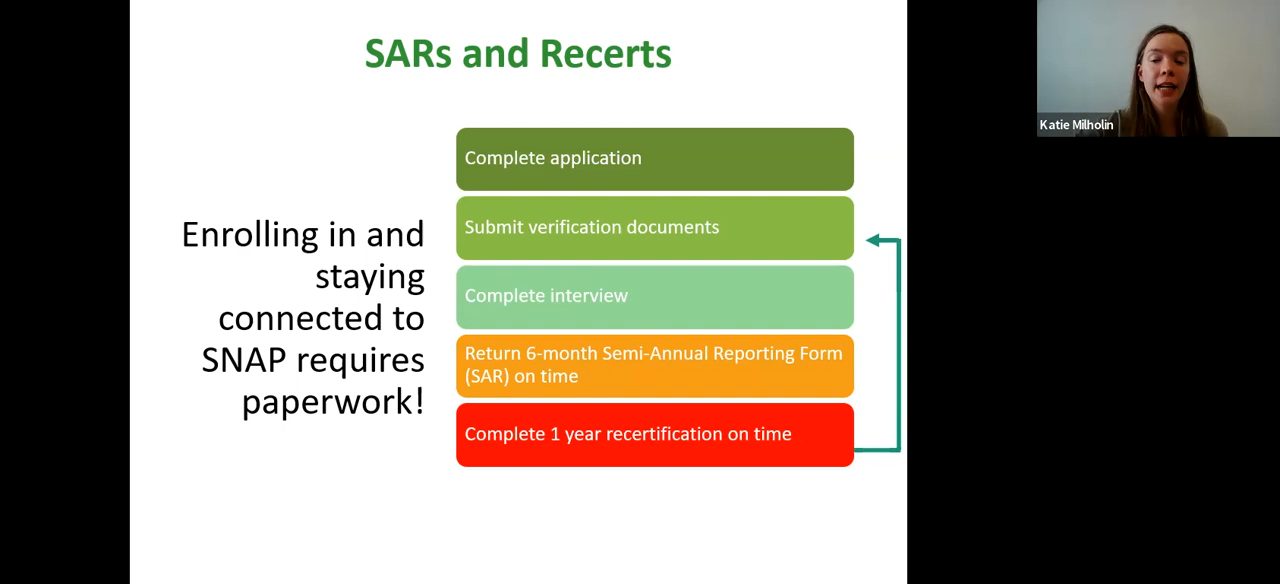 SARs and Recerts
Enrolling in and
staying
connected to
SNAP requires
paperwork!
Complete application
Submit verification documents
Complete interview
Return 6-month Semi-Annual Reporting Form
(SAR) on time
Complete 1 year recertification on time
Katie Milholin